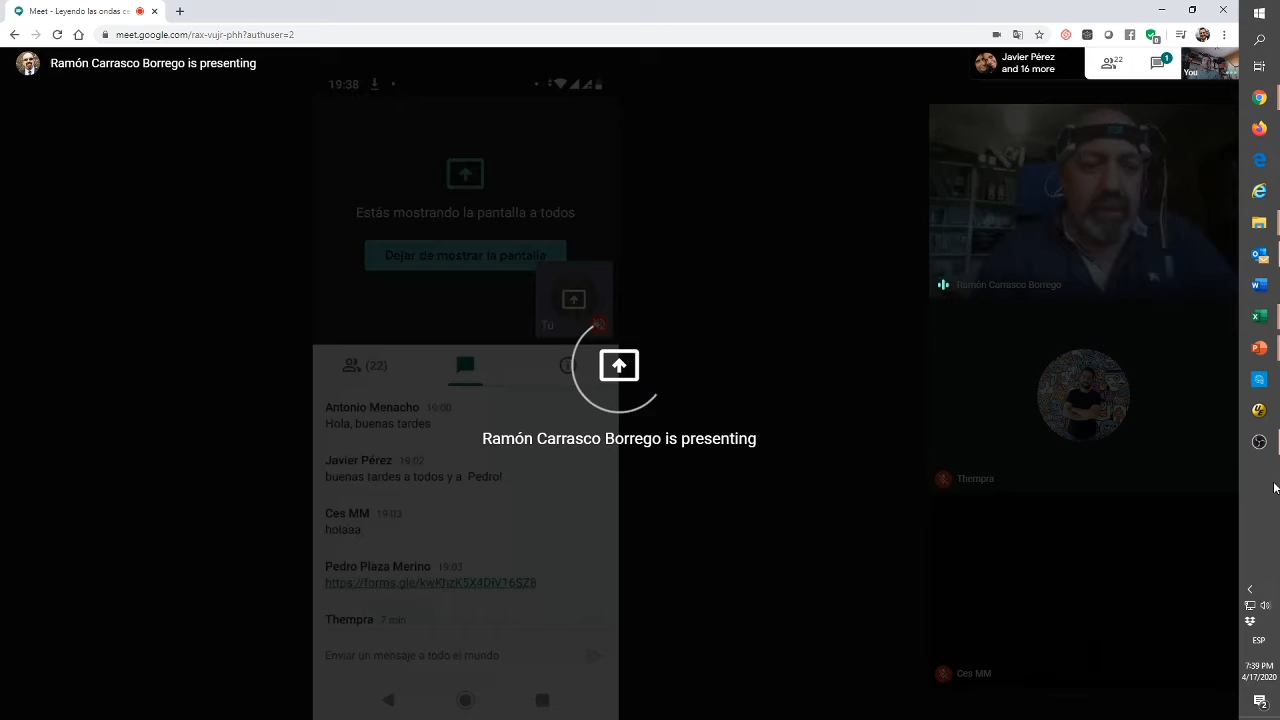 Meet - Leyendo las ondas ce
meet.google.com/rax-vujr-phh?authuser=2
Ramón Carrasco Borrego is presenting
Javier Pérez
and 16 more
22
1
You
19:38
Estás mostrando la pantalla a todos
Dejar de mostrar la pantalla
Tú
Ramón Carrasco Borrego
(22)
Ramón Carrasco Borrego is presenting
Antonio Menacho 19:00
Hola, buenas tardes
Javier Pérez 19:02
buenas tardes a todos y a Pedro!
Ces MM 19:03
holaaa
Pedro Plaza Merino 19:03
https://forms.gle/kwKhzK5X4DiV16SZ8
Thempra 7 min
Enviar un mensaje a todo el mundo
Thempra
Ces MM
ESP
7:39 PM
4/17/2020
2